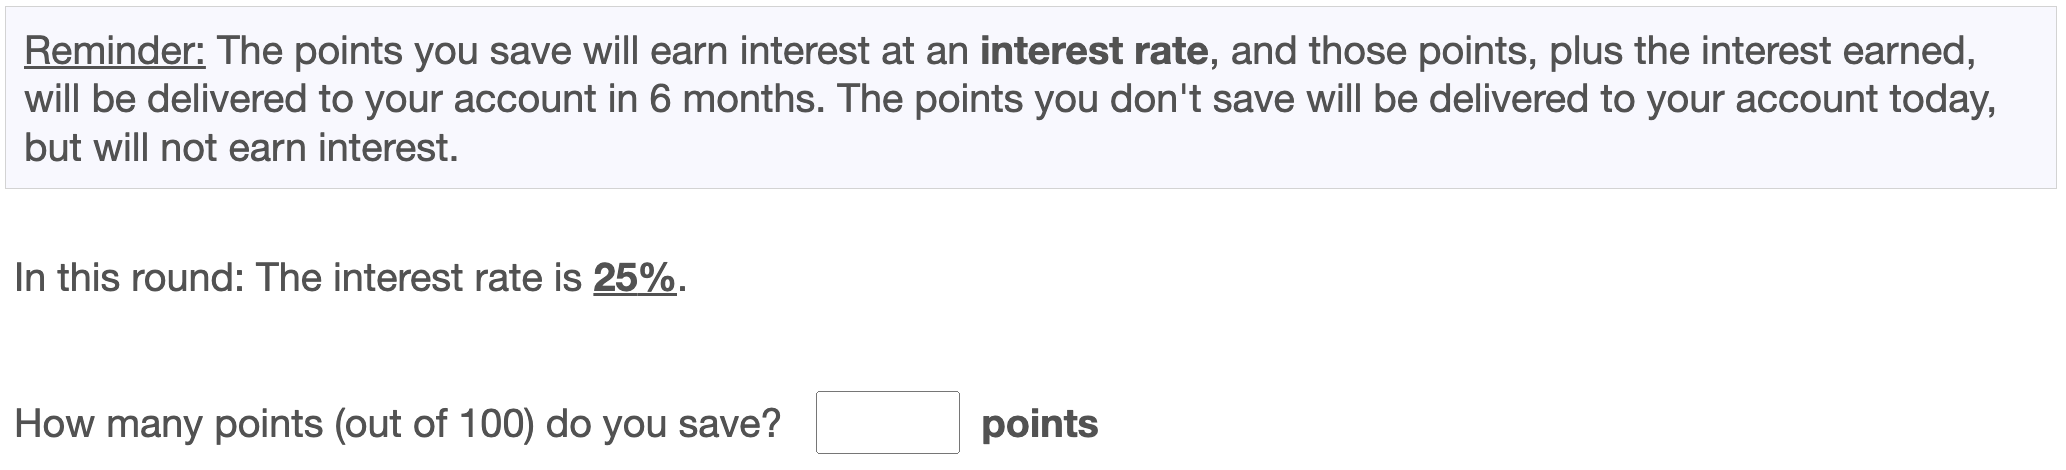 Reminder: The points you save will earn interest at an interest rate, and those points, plus the interest earned,
will be delivered to your account in 6 months. The points you don't save will be delivered to your account today,
but will not earn interest.
In this round: The interest rate is 25%.
How many points (out of 100) do you save? points